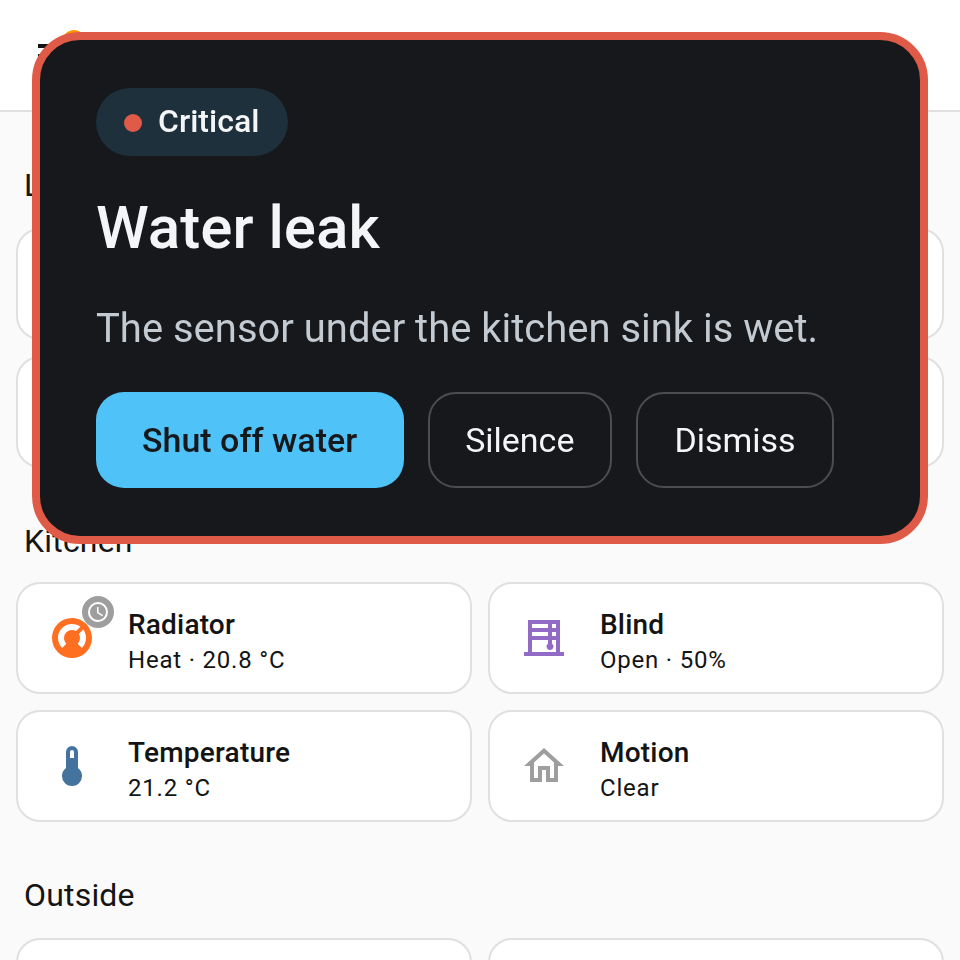 Critical
Water leak
The sensor under the kitchen sink is wet.
Shut off water
Silence
Dismiss
Kitchen
Radiator
Heat · 20.8 °C
Blind
Open · 50%
Temperature
21.2 °C
Motion
Clear
Outside